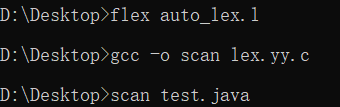 D:\Desktop>flex auto_lex.l
D:\Desktop>gcc -o scan lex.yy.c
D:\Desktop>scan test.java